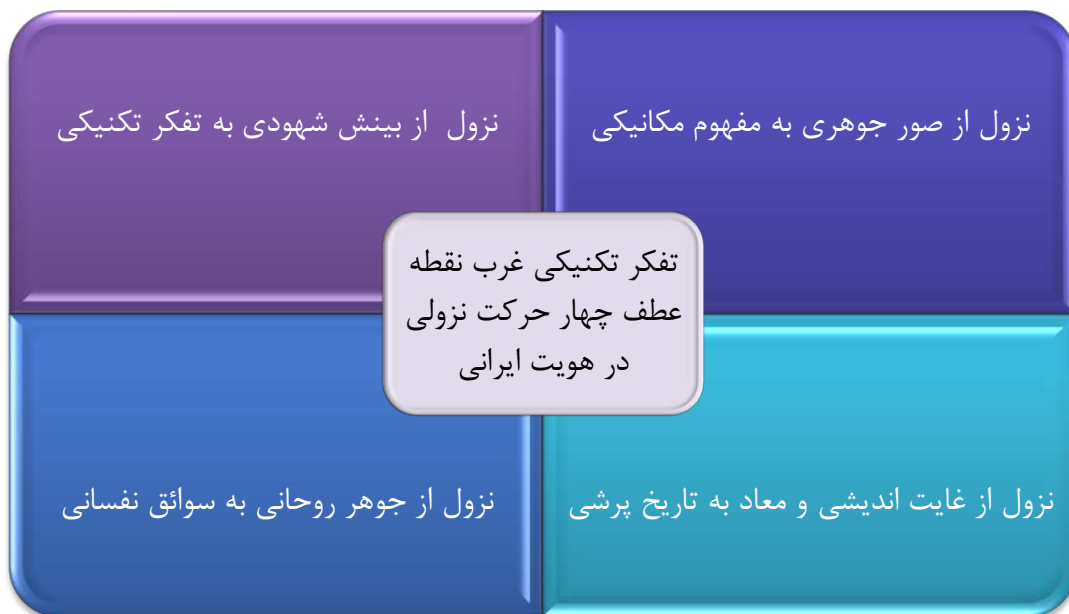 نزول از صور جوهری به مفهوم مکانیکی
نزول از بینش شهودی به تفکر تکنیکی
تفکر تکنیکی غرب نقطه
عطف چهار حرکت نزولی
در هویت ایرانی
نزول از غایت اندیشی و معاد به تاریخ پرشی
نزول از جوهر روحانی به سوائق نفسانی